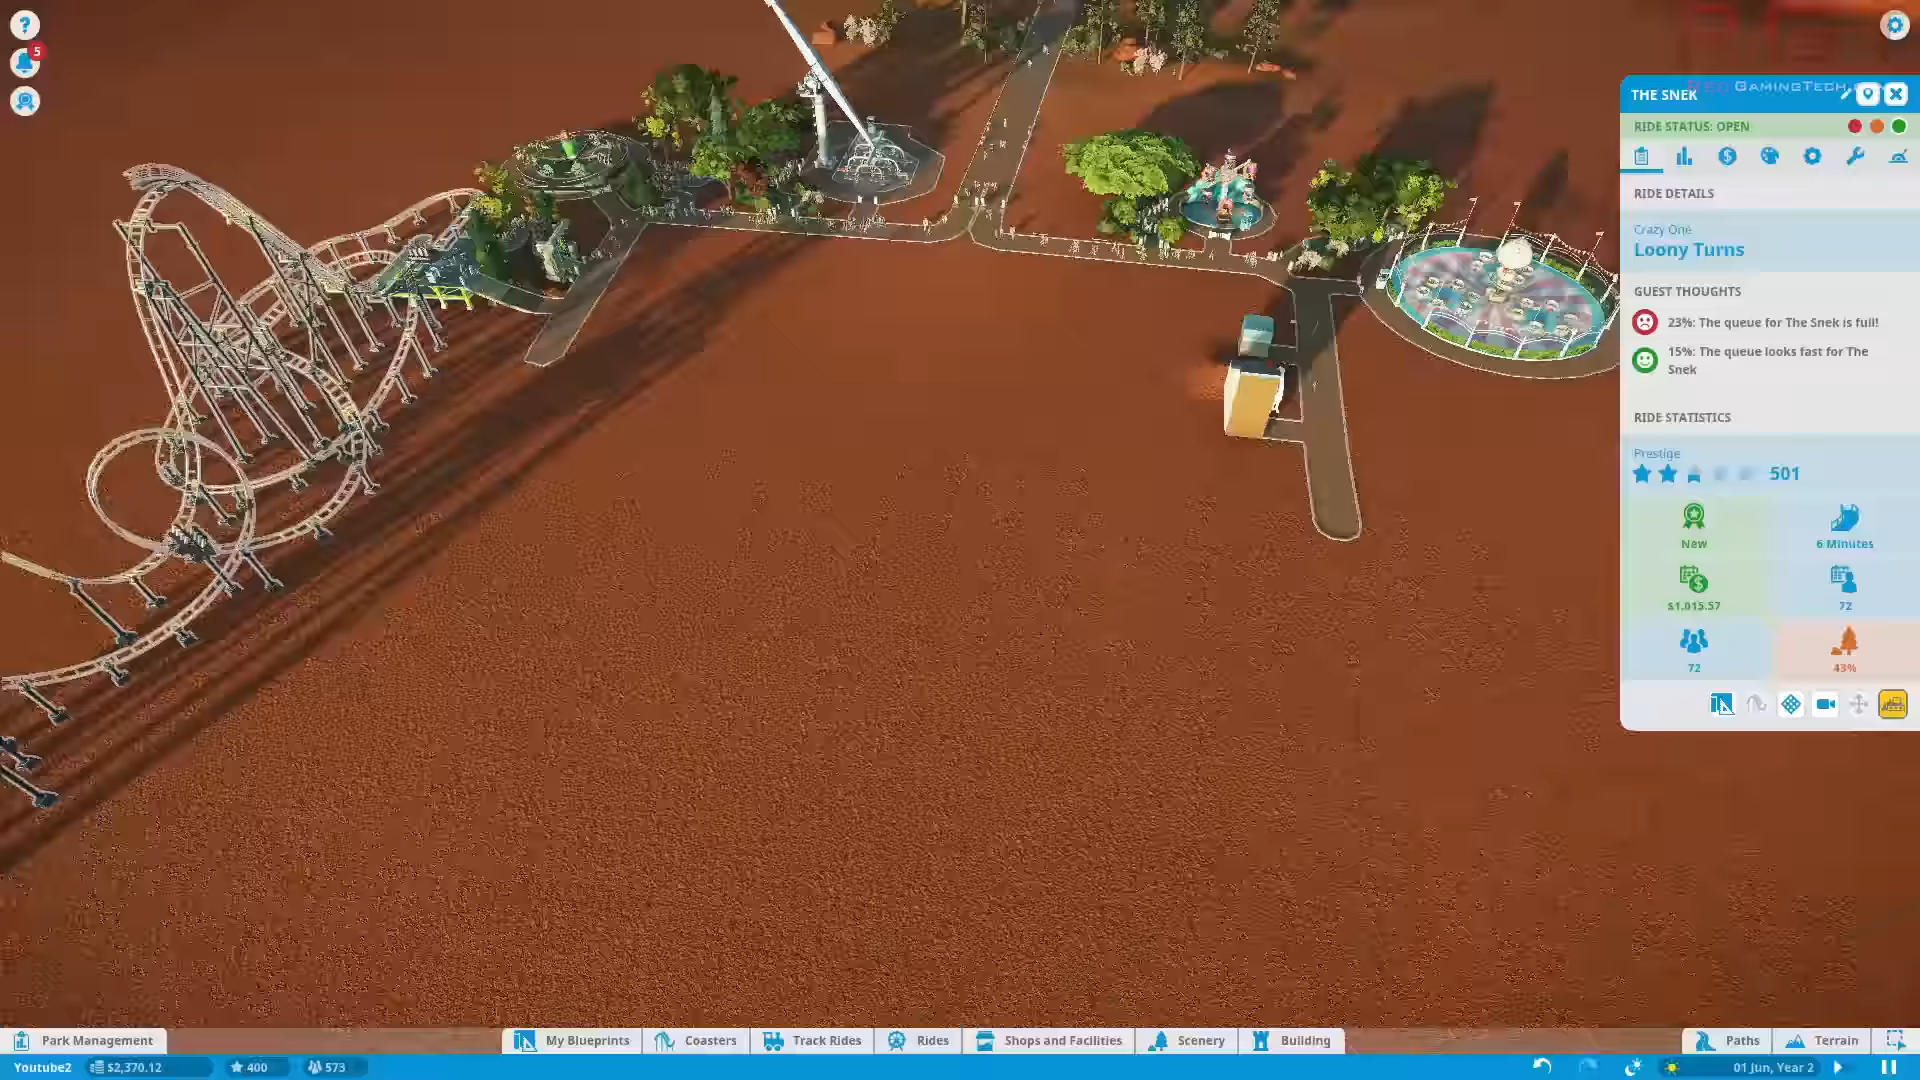 ?
5
GAMINGTECH
THE SNEK
RIDE STATUS: OPEN
RIDE DETAILS
Crazy One
Loony Turns
GUEST THOUGHTS
23%: The queue for The Snek is full!
15%: The queue looks fast for The
Snek
RIDE STATISTICS
Prestige
501
New
6 Minutes
$1,015.57
72
72
43%
Park Management
My Blueprints
Coasters
Track Rides
Rides
Shops and Facilities
Scenery
Building
Paths
Terrain
Youtube2
$2,370.12
400
573
01 Jun, Year 2